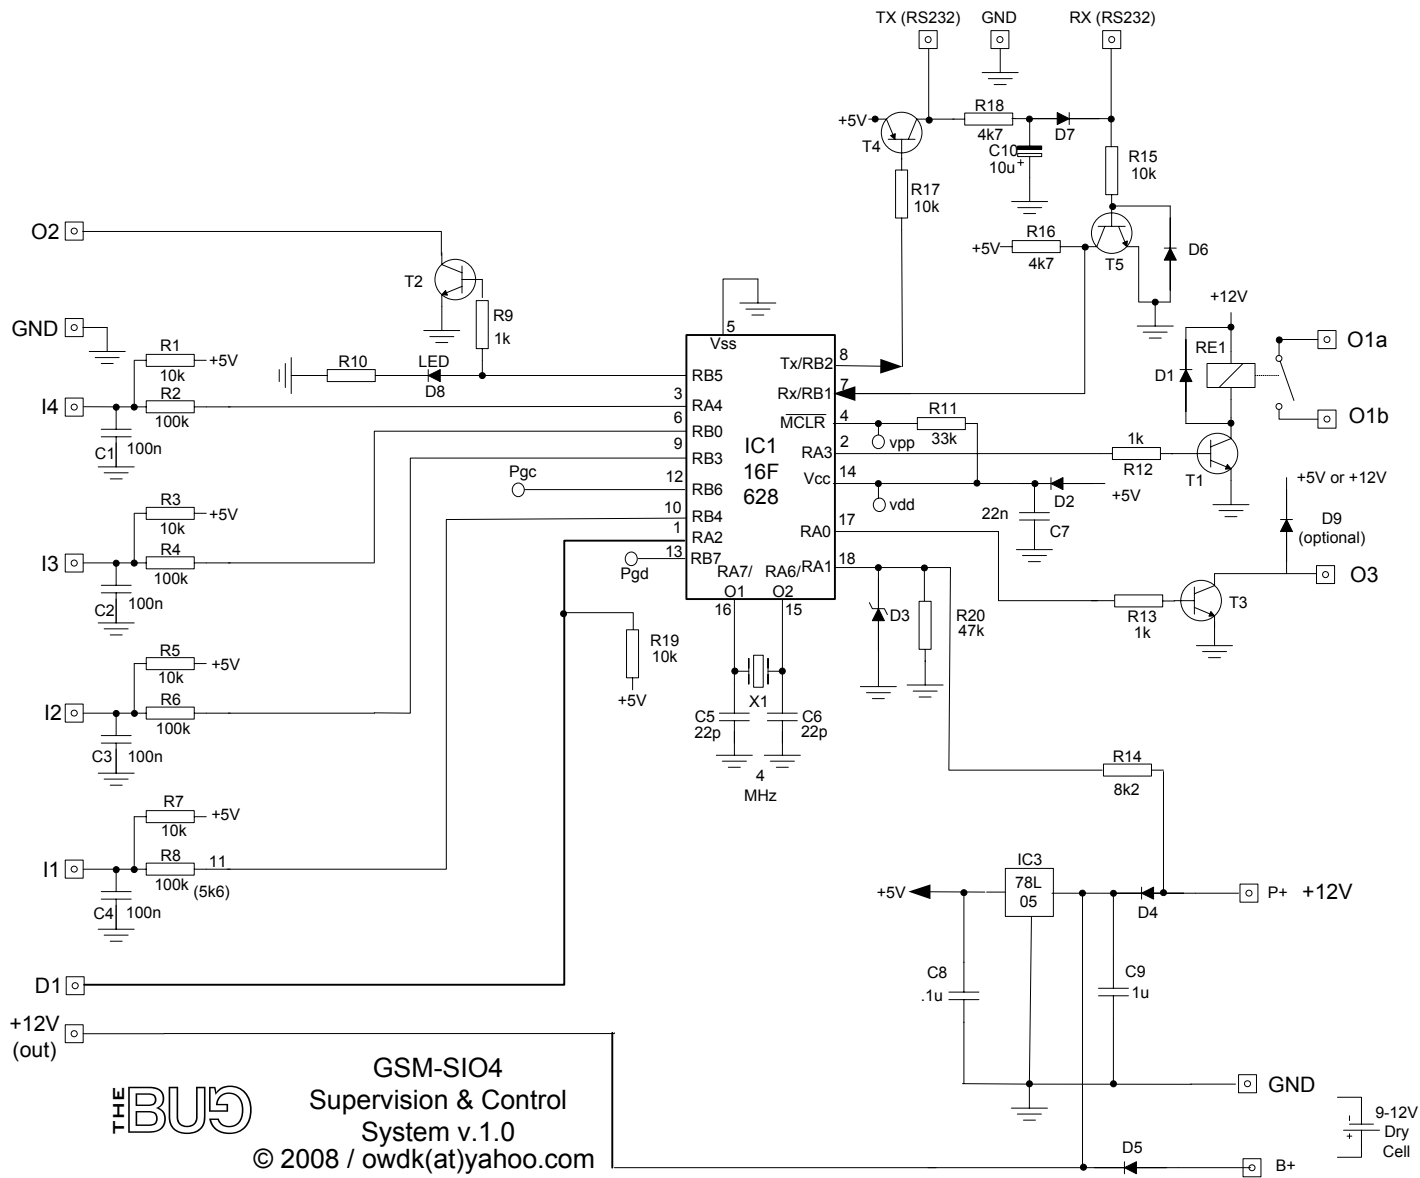 TX (RS232) GND RX (RS232)
+5V
T4
R18
4k7
C10
10u
+
D7
R15
10k
R17
10k
+5V
R16
4k7
T5
D6
O2
T2
R9
1k
GND
R1
10k
+5V
R10
LED
D8
I4
R2
100k
C1
100n
5
Vss
RB5
3
RA4
6
RB0
9
RB3
12
RB6
10
RB4
1
RA2
13
RB7
IC1
16F
628
Tx/RB2
8
Rx/RB1
7
MCLR
4
RA3
2
Vcc
14
RA0
17
RA1
18
RA7/
O1
RA6/
O2
16
15
Pgc
Pgd
R11
33k
vpp
vdd
22n
C7
D2
+5V
+12V
RE1
D1
O1a
O1b
1k
R12
T1
+5V or +12V
D9
(optional)
O3
R13
1k
T3
D3
R20
47k
R3
10k
+5V
I3
R4
100k
C2
100n
R19
10k
+5V
R5
10k
+5V
I2
R6
100k
C3
100n
X1
C5
22p
C6
22p
4
MHz
R14
8k2
R7
10k
+5V
I1
R8
100k
11
(5k6)
C4
100n
IC3
78L
05
+5V
D4
P+ +12V
C8
.1u
C9
1u
D1
+12V
(out)
GND
THE
BUG
GSM-SIO4
Supervision & Control
System v.1.0
© 2008 / owdk(at)yahoo.com
D5
B+
-
+
9-12V
Dry
Cell